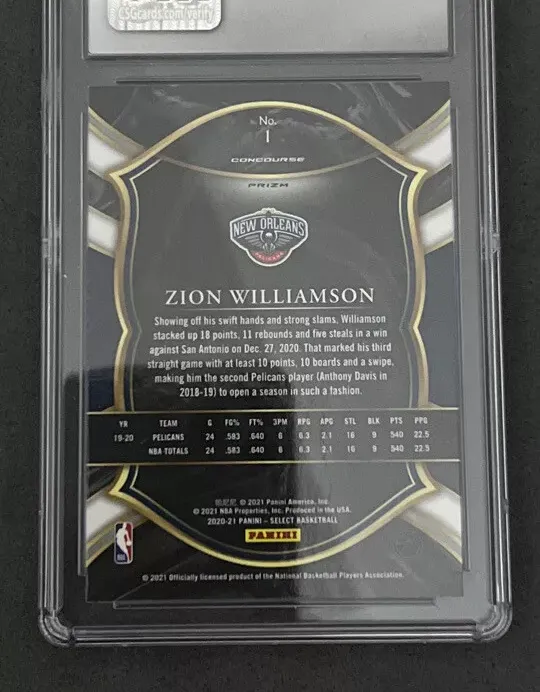 CSGcards.com/verify
No.
1
CONCOURSE
PRIZM
NEW ORLEANS
PELICANS
ZION WILLIAMSON
Showing off his swift hands and strong slams, Williamson
stacked up 18 points, 11 rebounds and five steals in a win
against San Antonio on Dec. 27, 2020. That marked his third
straight game with at least 10 points, 10 boards and a swipe,
making him the second Pelicans player (Anthony Davis in
2018-19) to open a season in such a fashion.
YR TEAM G FG% FT% 3PM RPG APG STL BLK PTS PPG
19-20 PELICANS 24 .583 .640 6 6.3 2.1 16 9 540 22.5
NBA TOTALS 24 .583 .640 6 6.3 2.1 16 9 540 22.5
帕尼尼 © 2021 Panini America, Inc.
© 2021 NBA Properties, Inc. Produced in the USA.
2020-21 PANINI - SELECT BASKETBALL
PANINI
NBA
© 2021 Officially licensed product of the National Basketball Players Association.